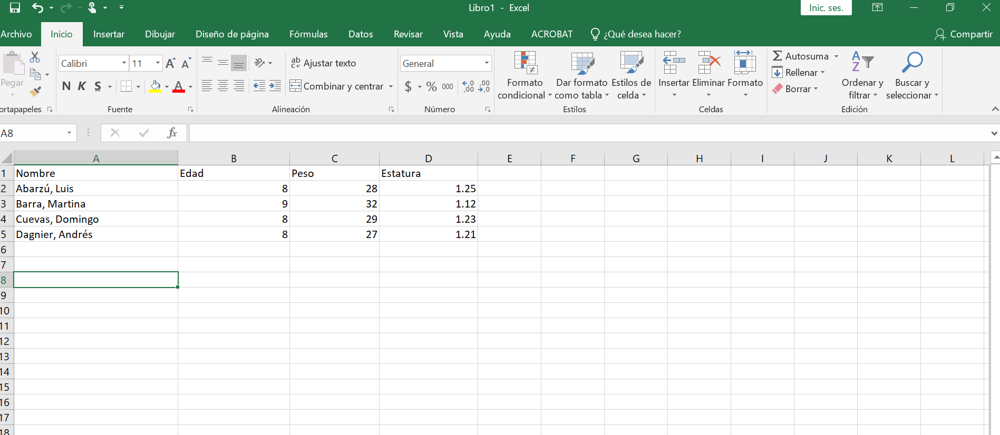 Libro1 - Excel
Inic. ses.
Archivo Inicio Insertar Dibujar Diseño de página Fórmulas Datos Revisar Vista Ayuda ACROBAT ¿Qué desea hacer? Compartir
Pegar
Calibri 11
N K S
Fuente
Ajustar texto
Combinar y centrar
Alineación
General
$ % 000
Número
Formato condicional
Dar formato como tabla
Estilos de celda
Estilos
Insertar Eliminar Formato
Celdas
Autosuma
Rellenar
Borrar
Ordenar y filtrar
Buscar y seleccionar
Edición
ortapapeles
A8 fx
A B C D E F G H I J K L
1 Nombre Edad Peso Estatura
2 Abarzú, Luis 8 28 1.25
3 Barra, Martina 9 32 1.12
4 Cuevas, Domingo 8 29 1.23
5 Dagnier, Andrés 8 27 1.21
6
7
8
9
10
11
12
13
14
15
16
17
18